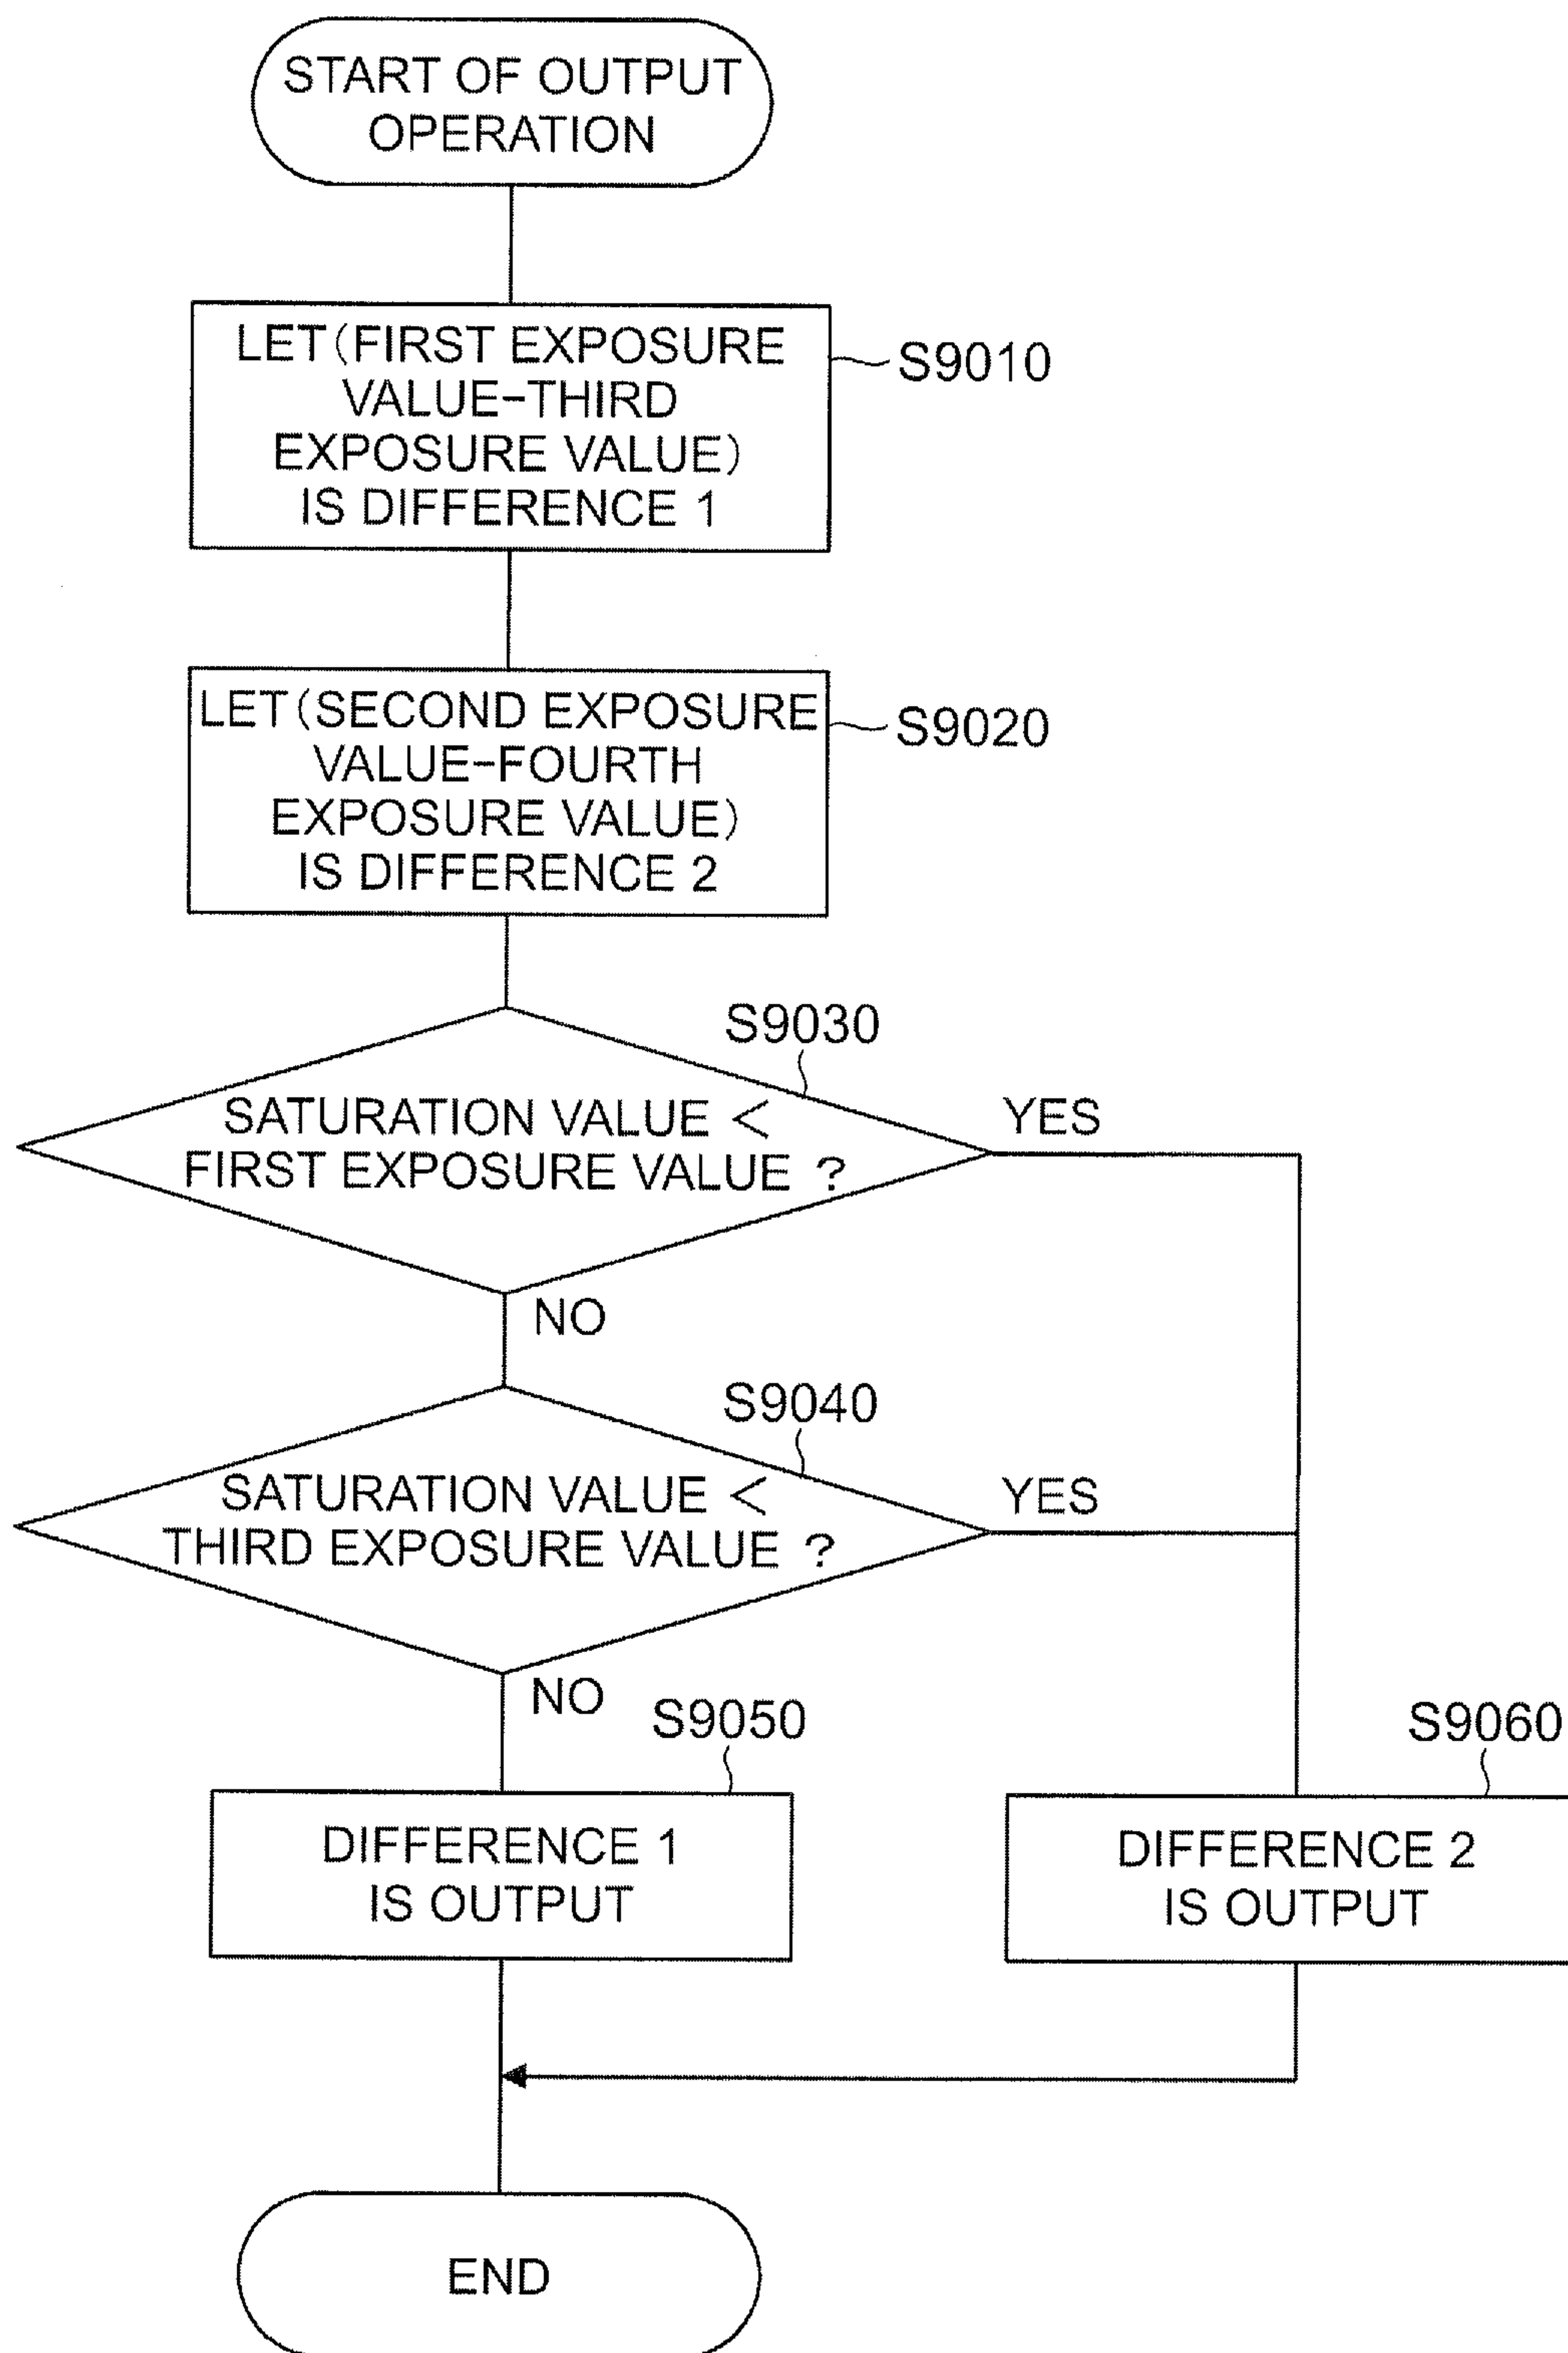 START OF OUTPUT
OPERATION
LET(FIRST EXPOSURE
VALUE-THIRD
EXPOSURE VALUE)
IS DIFFERENCE 1
S9010
LET(SECOND EXPOSURE
VALUE-FOURTH
EXPOSURE VALUE)
IS DIFFERENCE 2
S9020
S9030
SATURATION VALUE <
FIRST EXPOSURE VALUE ?
YES
NO
S9040
SATURATION VALUE <
THIRD EXPOSURE VALUE ?
YES
NO
S9050
DIFFERENCE 1
IS OUTPUT
S9060
DIFFERENCE 2
IS OUTPUT
END